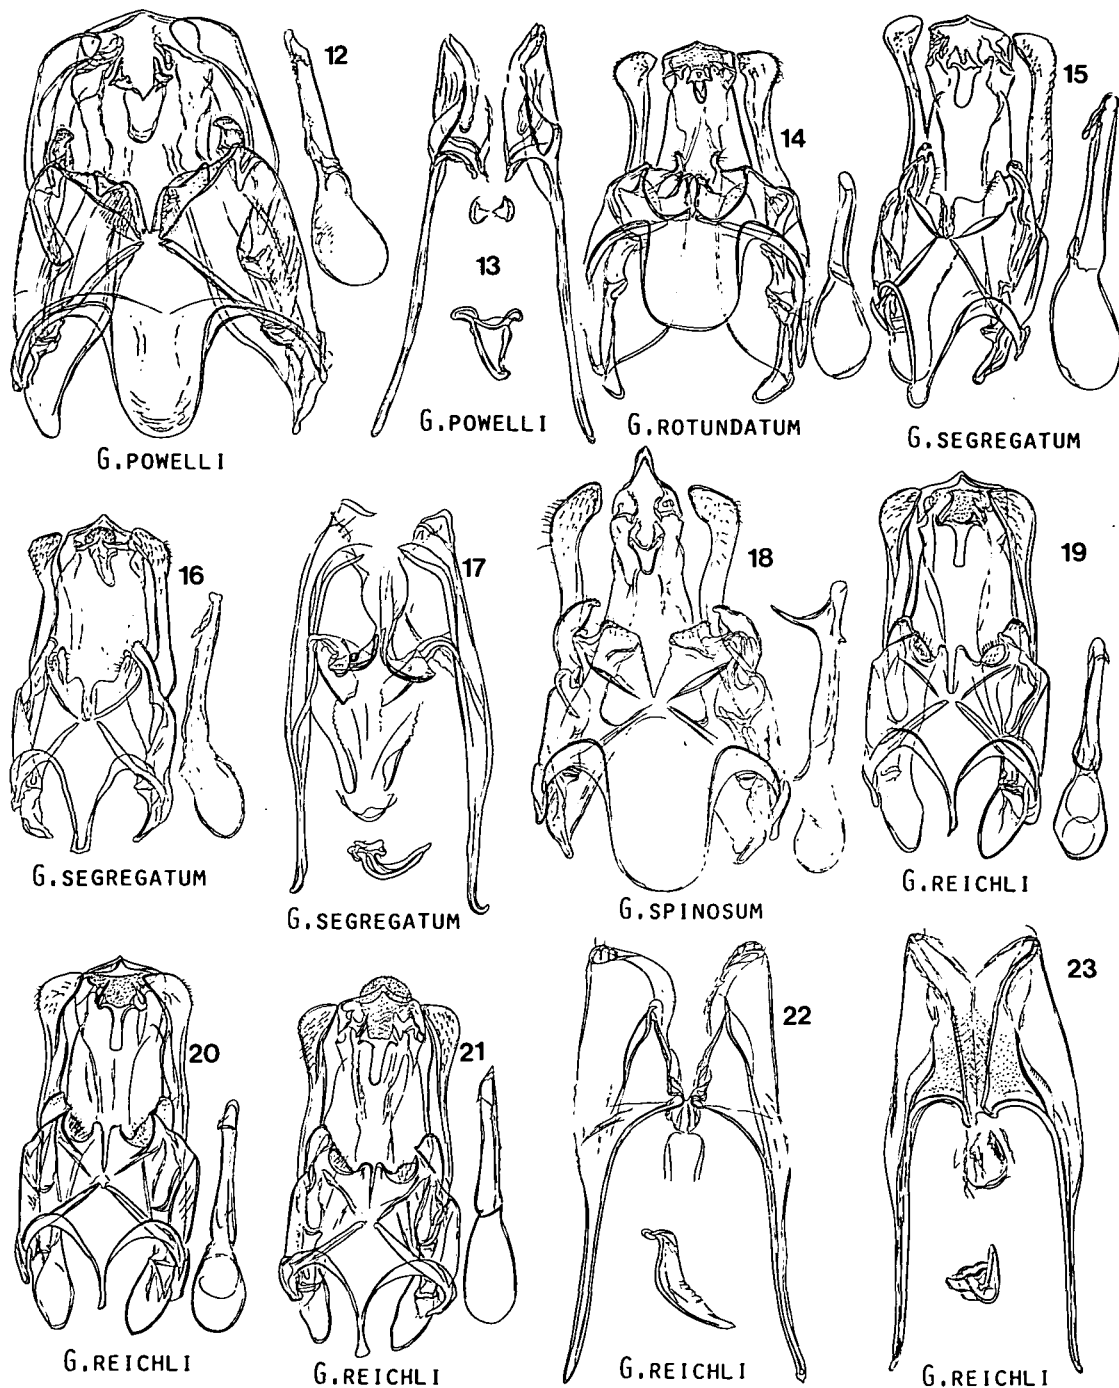 12
13
14
15
G.POWELLI
G.POWELLI
G.ROTUNDATUM
G.SEGREGATUM
16
17
18
19
G.SEGREGATUM
G.SEGREGATUM
G.SPINOSUM
G.REICHLI
20
21
22
23
G.REICHLI
G.REICHLI
G.REICHLI
G.REICHLI